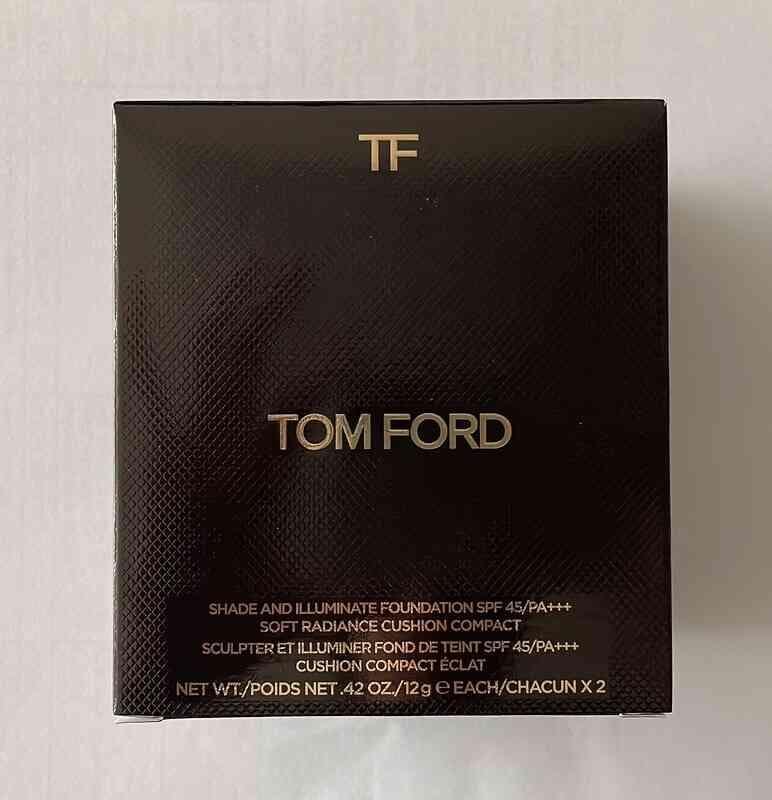 TF
TOM FORD
SHADE AND ILLUMINATE FOUNDATION SPF 45/PA+++
SOFT RADIANCE CUSHION COMPACT
SCULPTER ET ILLUMINER FOND DE TEINT SPF 45/PA+++
CUSHION COMPACT ÉCLAT
NET WT./POIDS NET .42 OZ./12g ℮ EACH/CHACUN X 2